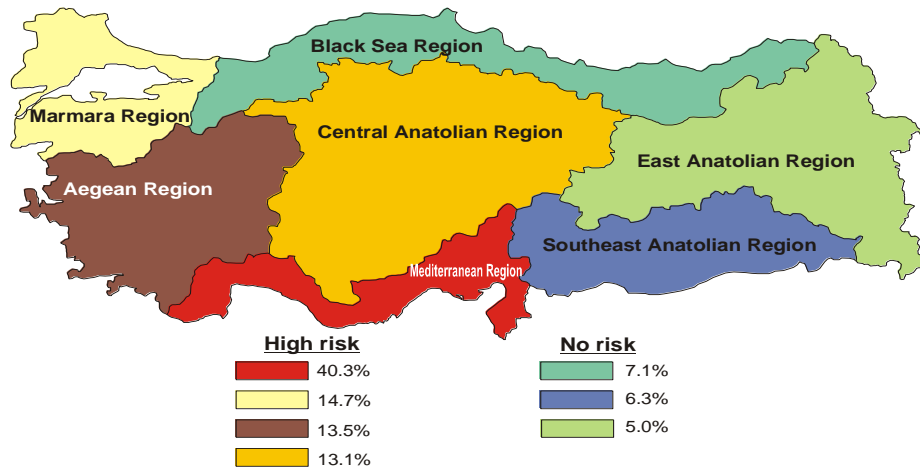 Black Sea Region
Marmara Region
Central Anatolian Region
East Anatolian Region
Aegean Region
Southeast Anatolian Region
Mediterranean Region
High risk
40.3%
14.7%
13.5%
13.1%
No risk
7.1%
6.3%
5.0%